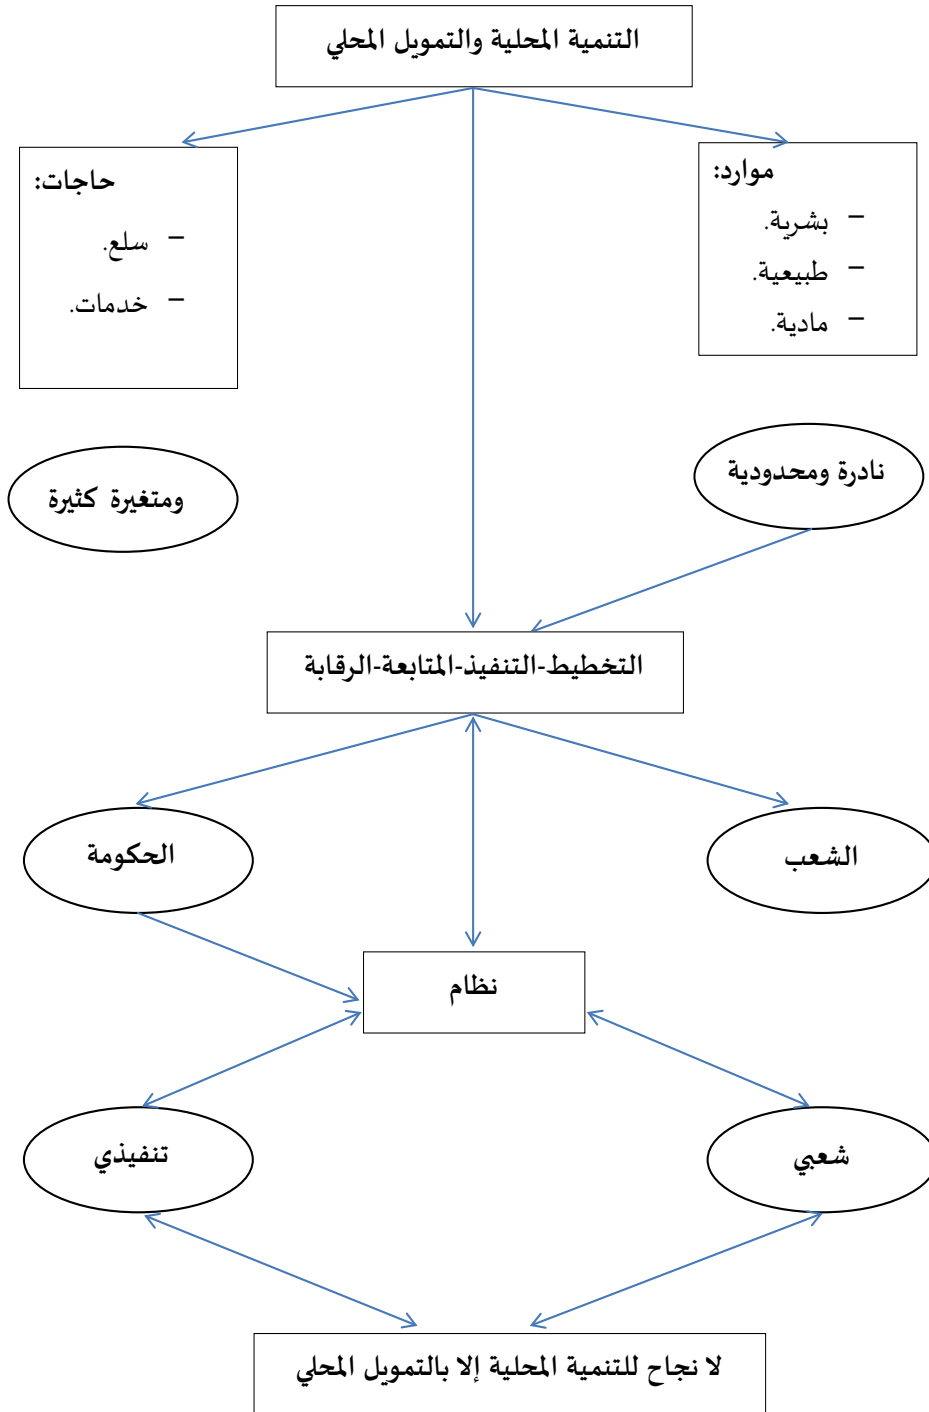 التنمية المحلية والتمويل المحلي
موارد:
– بشرية.
– طبيعية.
– مادية.
حاجات:
– سلع.
– خدمات.
نادرة ومحدودية
ومتغيرة كثيرة
التخطيط-التنفيذ-المتابعة-الرقابة
الشعب
الحكومة
نظام
شعبي
تنفيذي
لا نجاح للتنمية المحلية إلا بالتمويل المحلي